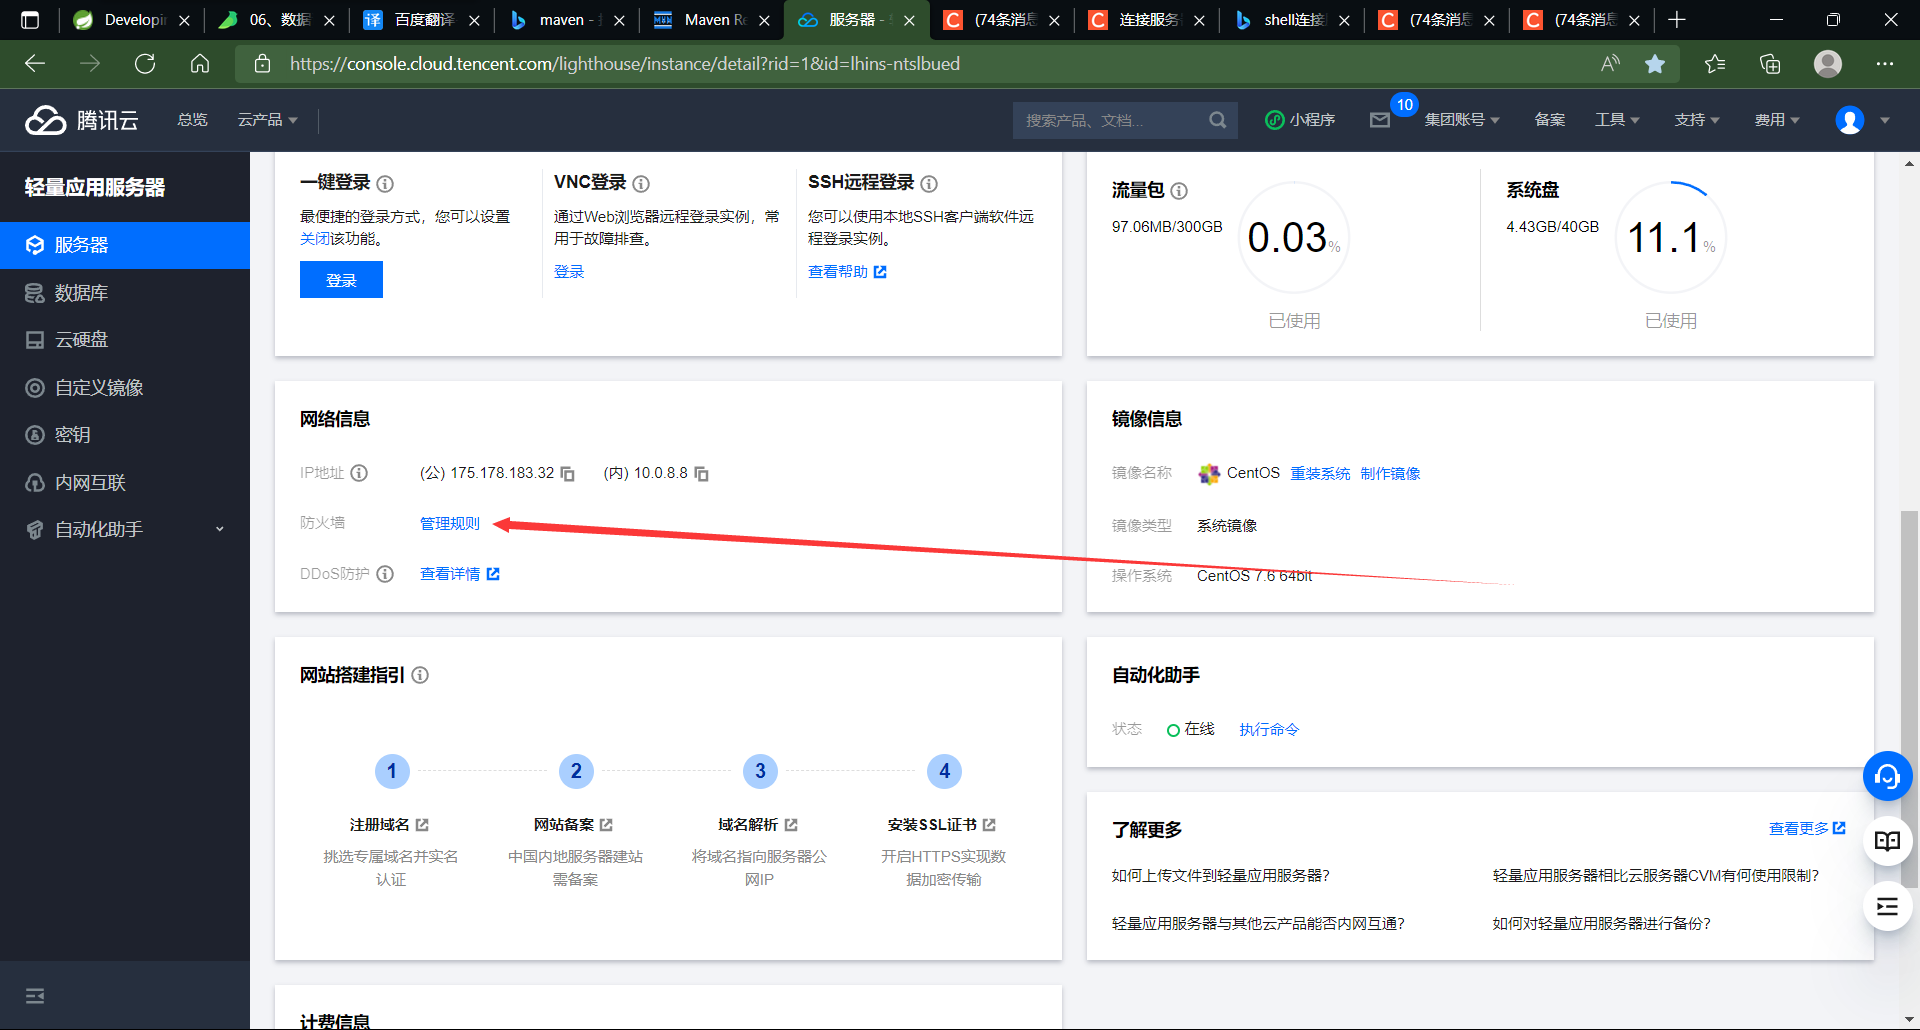 Developi
06、数据
百度翻译
maven -
Maven Re
服务器 -
(74条消息
连接服务
shell连接
(74条消息
(74条消息
https://console.cloud.tencent.com/lighthouse/instance/detail?rid=1&id=lhins-ntslbued
腾讯云
总览
云产品
搜索产品、文档...
小程序
10
集团账号
备案
工具
支持
费用
轻量应用服务器
服务器
数据库
云硬盘
自定义镜像
密钥
内网互联
自动化助手
一键登录
最便捷的登录方式，您可以设置
关闭该功能。
登录
VNC登录
通过Web浏览器远程登录实例，常
用于故障排查。
登录
SSH远程登录
您可以使用本地SSH客户端软件远
程登录实例。
查看帮助
流量包
97.06MB/300GB
0.03%
已使用
系统盘
4.43GB/40GB
11.1%
已使用
网络信息
IP地址
(公) 175.178.183.32
(内) 10.0.8.8
防火墙
管理规则
DDoS防护
查看详情
镜像信息
镜像名称
CentOS
重装系统
制作镜像
镜像类型
系统镜像
操作系统
CentOS 7.6 64bit
网站搭建指引
1
2
3
4
注册域名
网站备案
域名解析
安装SSL证书
挑选专属域名并实名
认证
中国内地服务器建站
需备案
将域名指向服务器公
网IP
开启HTTPS实现数
据加密传输
自动化助手
状态
在线
执行命令
了解更多
查看更多
如何上传文件到轻量应用服务器？
轻量应用服务器相比云服务器CVM有何使用限制？
轻量应用服务器与其他云产品能否内网互通？
如何对轻量应用服务器进行备份？
计费信息